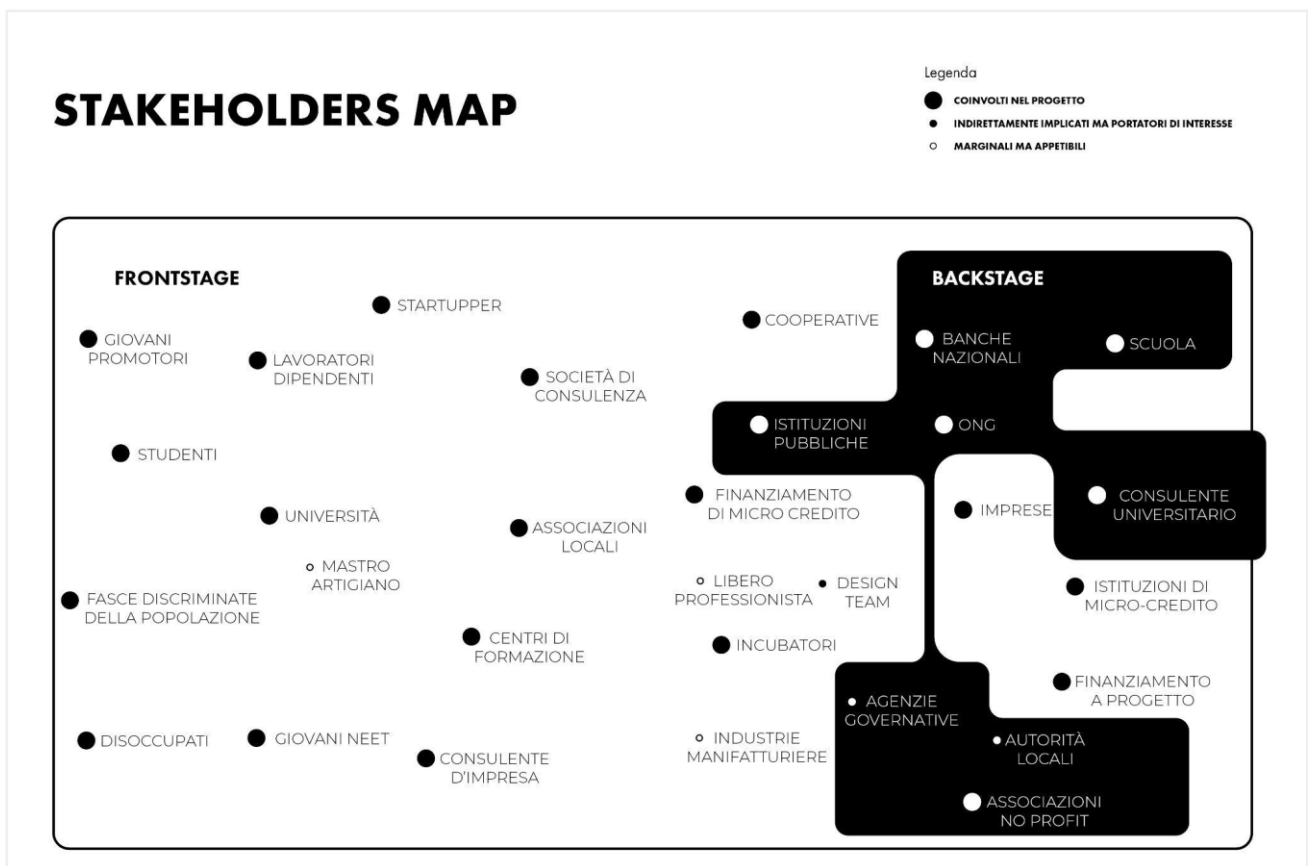 STAKEHOLDERS MAP
Legenda
COINVOLTI NEL PROGETTO
INDIRETTAMENTE IMPLICATI MA PORTATORI DI INTERESSE
MARGINALI MA APPETIBILI
FRONTSTAGE
STARTUPPER
GIOVANI
PROMOTORI
LAVORATORI
DIPENDENTI
SOCIETÀ DI
CONSULENZA
STUDENTI
UNIVERSITÀ
ASSOCIAZIONI
LOCALI
MASTRO
ARTIGIANO
FASCE DISCRIMINATE
DELLA POPOLAZIONE
CENTRI DI
FORMAZIONE
DISOCCUPATI
GIOVANI NEET
CONSULENTE
D'IMPRESA
COOPERATIVE
BACKSTAGE
BANCHE
NAZIONALI
SCUOLA
ISTITUZIONI
PUBBLICHE
ONG
FINANZIAMENTO
DI MICRO CREDITO
IMPRESE
CONSULENTE
UNIVERSITARIO
LIBERO
PROFESSIONISTA
DESIGN
TEAM
ISTITUZIONI DI
MICRO-CREDITO
INCUBATORI
FINANZIAMENTO
A PROGETTO
AGENZIE
GOVERNATIVE
INDUSTRIE
MANIFATTURIERE
AUTORITÀ
LOCALI
ASSOCIAZIONI
NO PROFIT